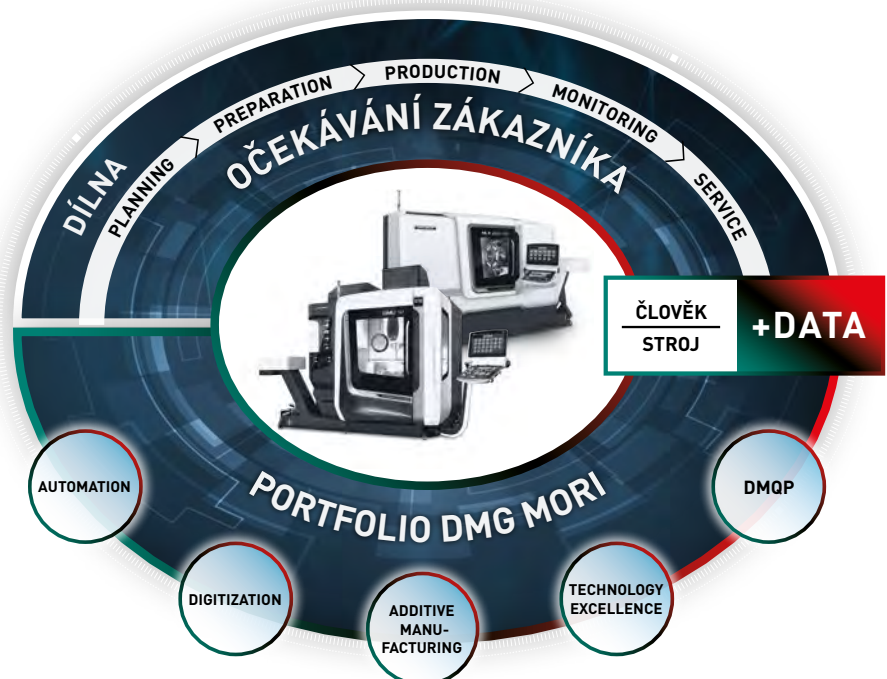 DÍLNA
PLANNING
PREPARATION
PRODUCTION
MONITORING
SERVICE
OČEKÁVÁNÍ ZÁKAZNÍKA
ČLOVĚK
STROJ
+DATA
PORTFOLIO DMG MORI
AUTOMATION
DIGITIZATION
ADDITIVE
MANU-
FACTURING
TECHNOLOGY
EXCELLENCE
DMQP